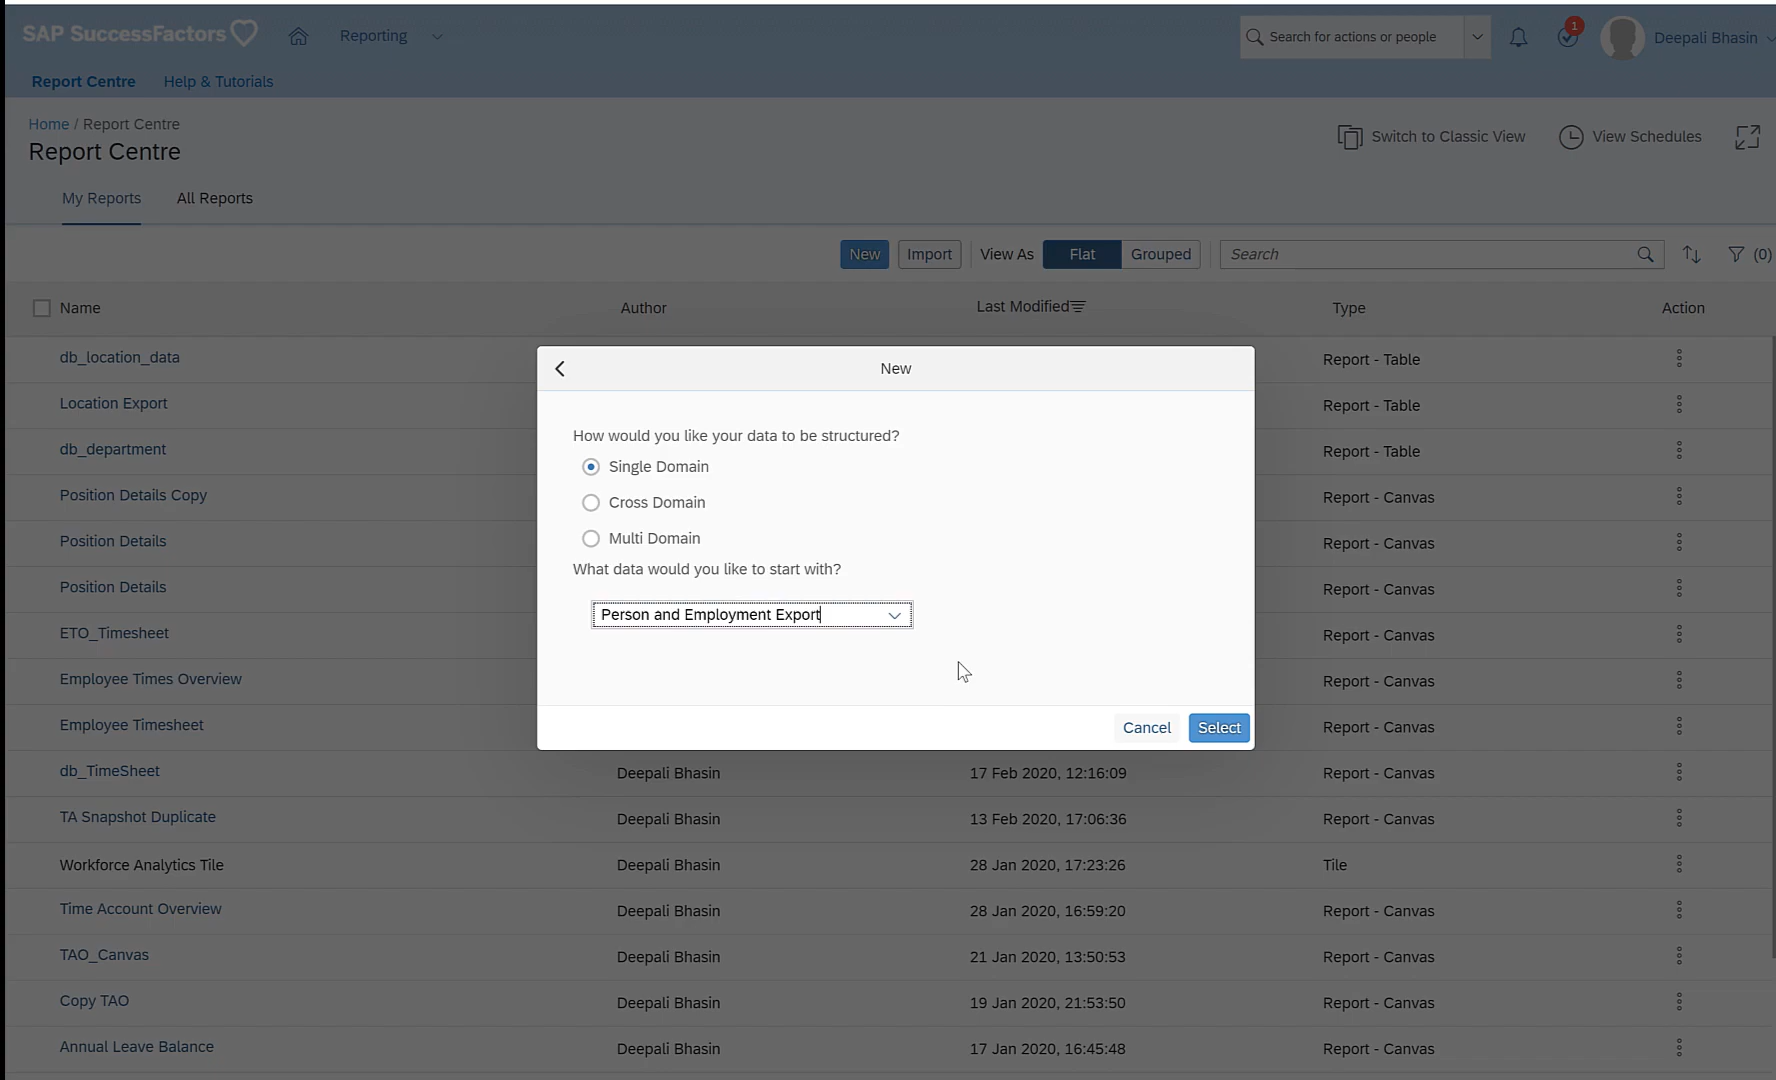 SAP SuccessFactors Reporting Search for actions or people 1 Deepali Bhasin
Report Centre Help & Tutorials
Home / Report Centre
Report Centre Switch to Classic View View Schedules
My Reports All Reports
New Import View As Flat Grouped Search (0)
Name Author Last Modified Type Action
db_location_data Report - Table
Location Export Report - Table
db_department Report - Table
Position Details Copy Report - Canvas
Position Details Report - Canvas
Position Details Report - Canvas
ETO_Timesheet Report - Canvas
Employee Times Overview Report - Canvas
Employee Timesheet Report - Canvas
db_TimeSheet Deepali Bhasin 17 Feb 2020, 12:16:09 Report - Canvas
TA Snapshot Duplicate Deepali Bhasin 13 Feb 2020, 17:06:36 Report - Canvas
Workforce Analytics Tile Deepali Bhasin 28 Jan 2020, 17:23:26 Tile
Time Account Overview Deepali Bhasin 28 Jan 2020, 16:59:20 Report - Canvas
TAO_Canvas Deepali Bhasin 21 Jan 2020, 13:50:53 Report - Canvas
Copy TAO Deepali Bhasin 19 Jan 2020, 21:53:50 Report - Canvas
Annual Leave Balance Deepali Bhasin 17 Jan 2020, 16:45:48 Report - Canvas
New
How would you like your data to be structured?
Single Domain
Cross Domain
Multi Domain
What data would you like to start with?
Person and Employment Export
Cancel Select